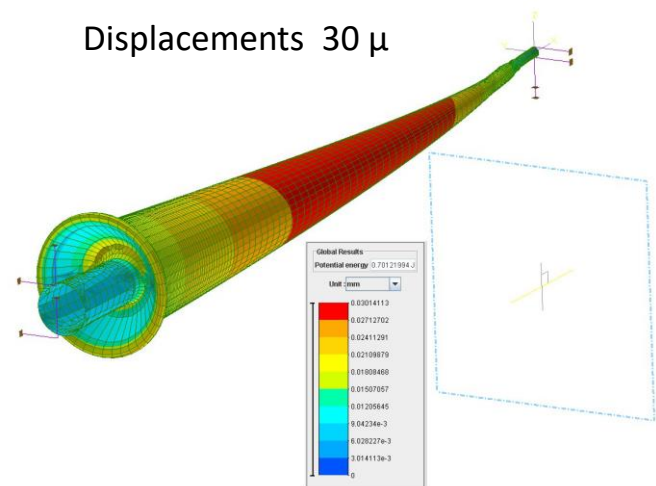 Displacements 30 μ
Global Results
Potential energy 0.70121994 J
Unit : mm
0.03014113
0.02712702
0.02411291
0.02109879
0.01808468
0.01507057
0.01205645
9.04234e-3
6.028227e-3
3.014113e-3
0